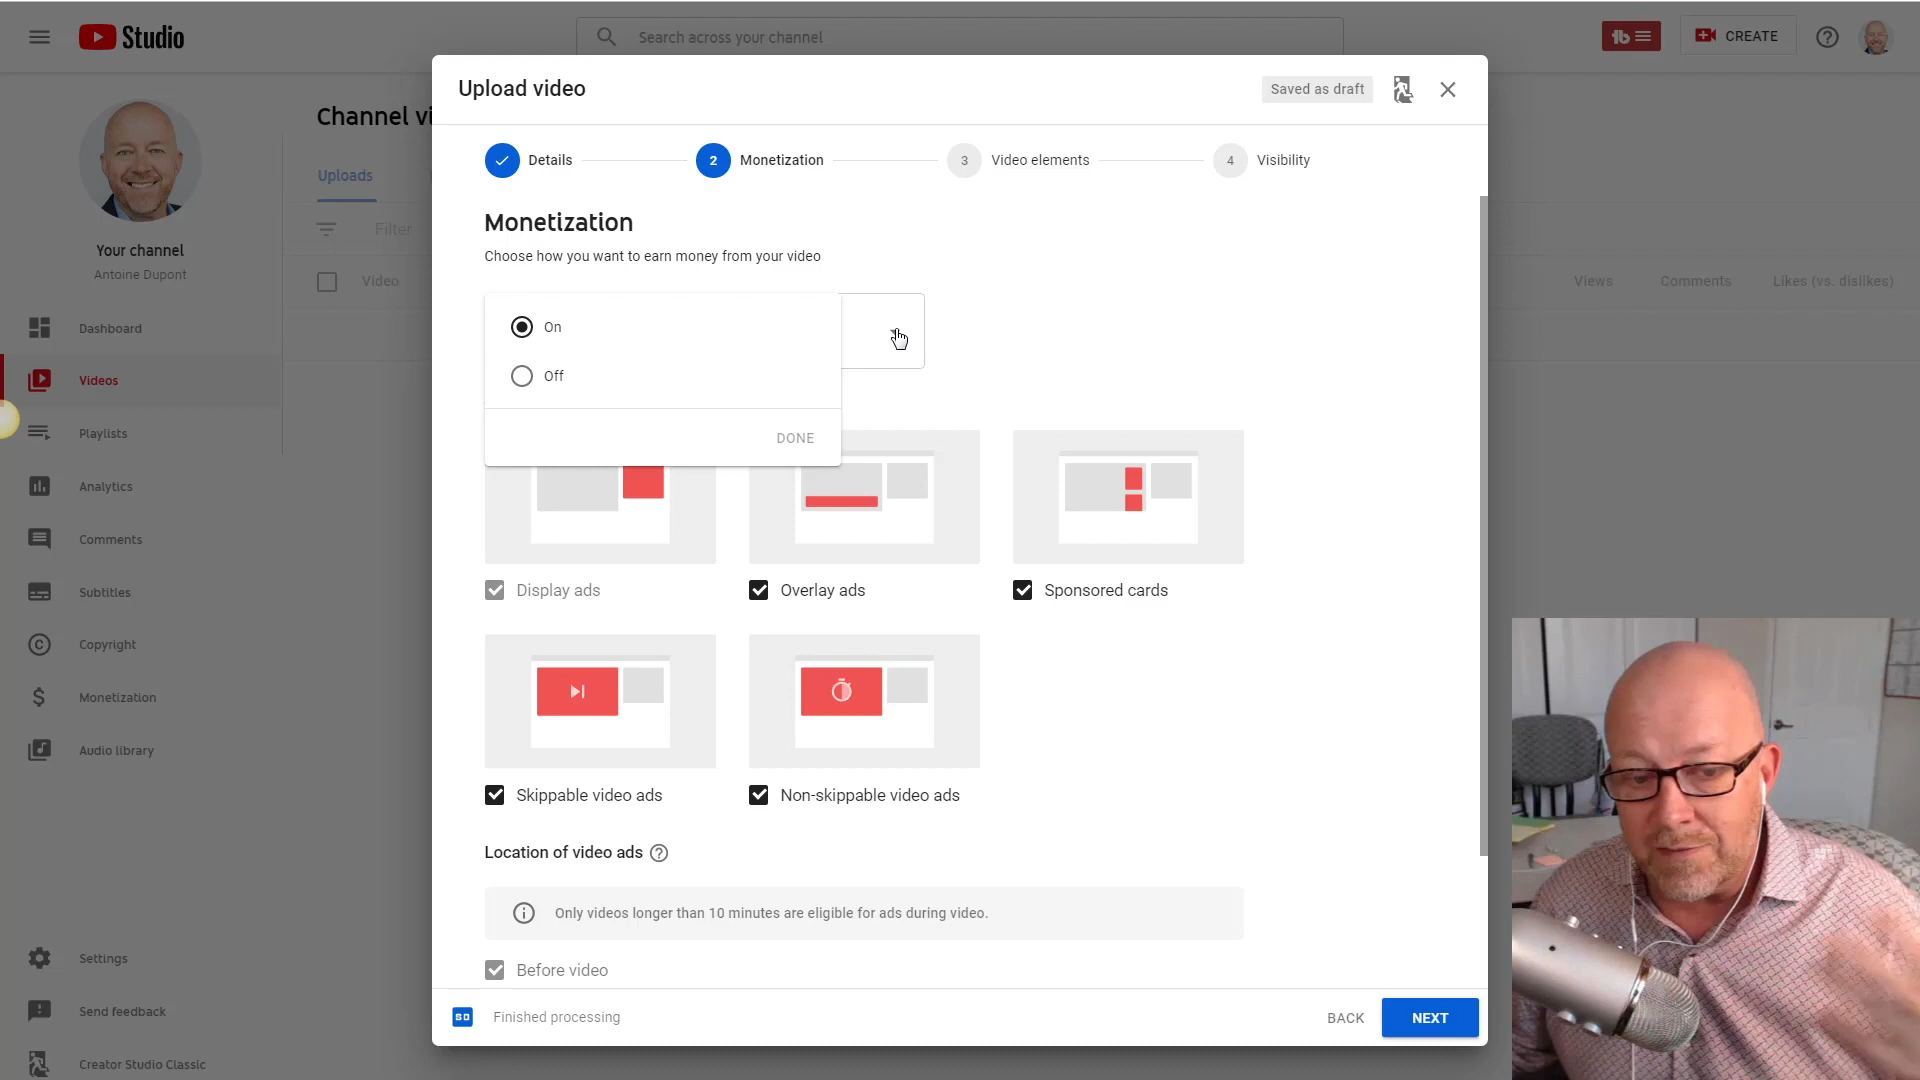 Studio
Search across your channel
CREATE
Upload video
Saved as draft
Channel vi
Details
2
Monetization
3
Video elements
4
Visibility
Uploads
Monetization
Choose how you want to earn money from your video
Filter
Your channel
Antoine Dupont
Video
Views
Comments
Likes (vs. dislikes)
On
Off
DONE
Dashboard
Videos
Playlists
Analytics
Comments
Subtitles
Copyright
Monetization
Audio library
Display ads
Overlay ads
Sponsored cards
Skippable video ads
Non-skippable video ads
Location of video ads
Only videos longer than 10 minutes are eligible for ads during video.
Before video
Settings
Send feedback
Creator Studio Classic
SD
Finished processing
BACK
NEXT